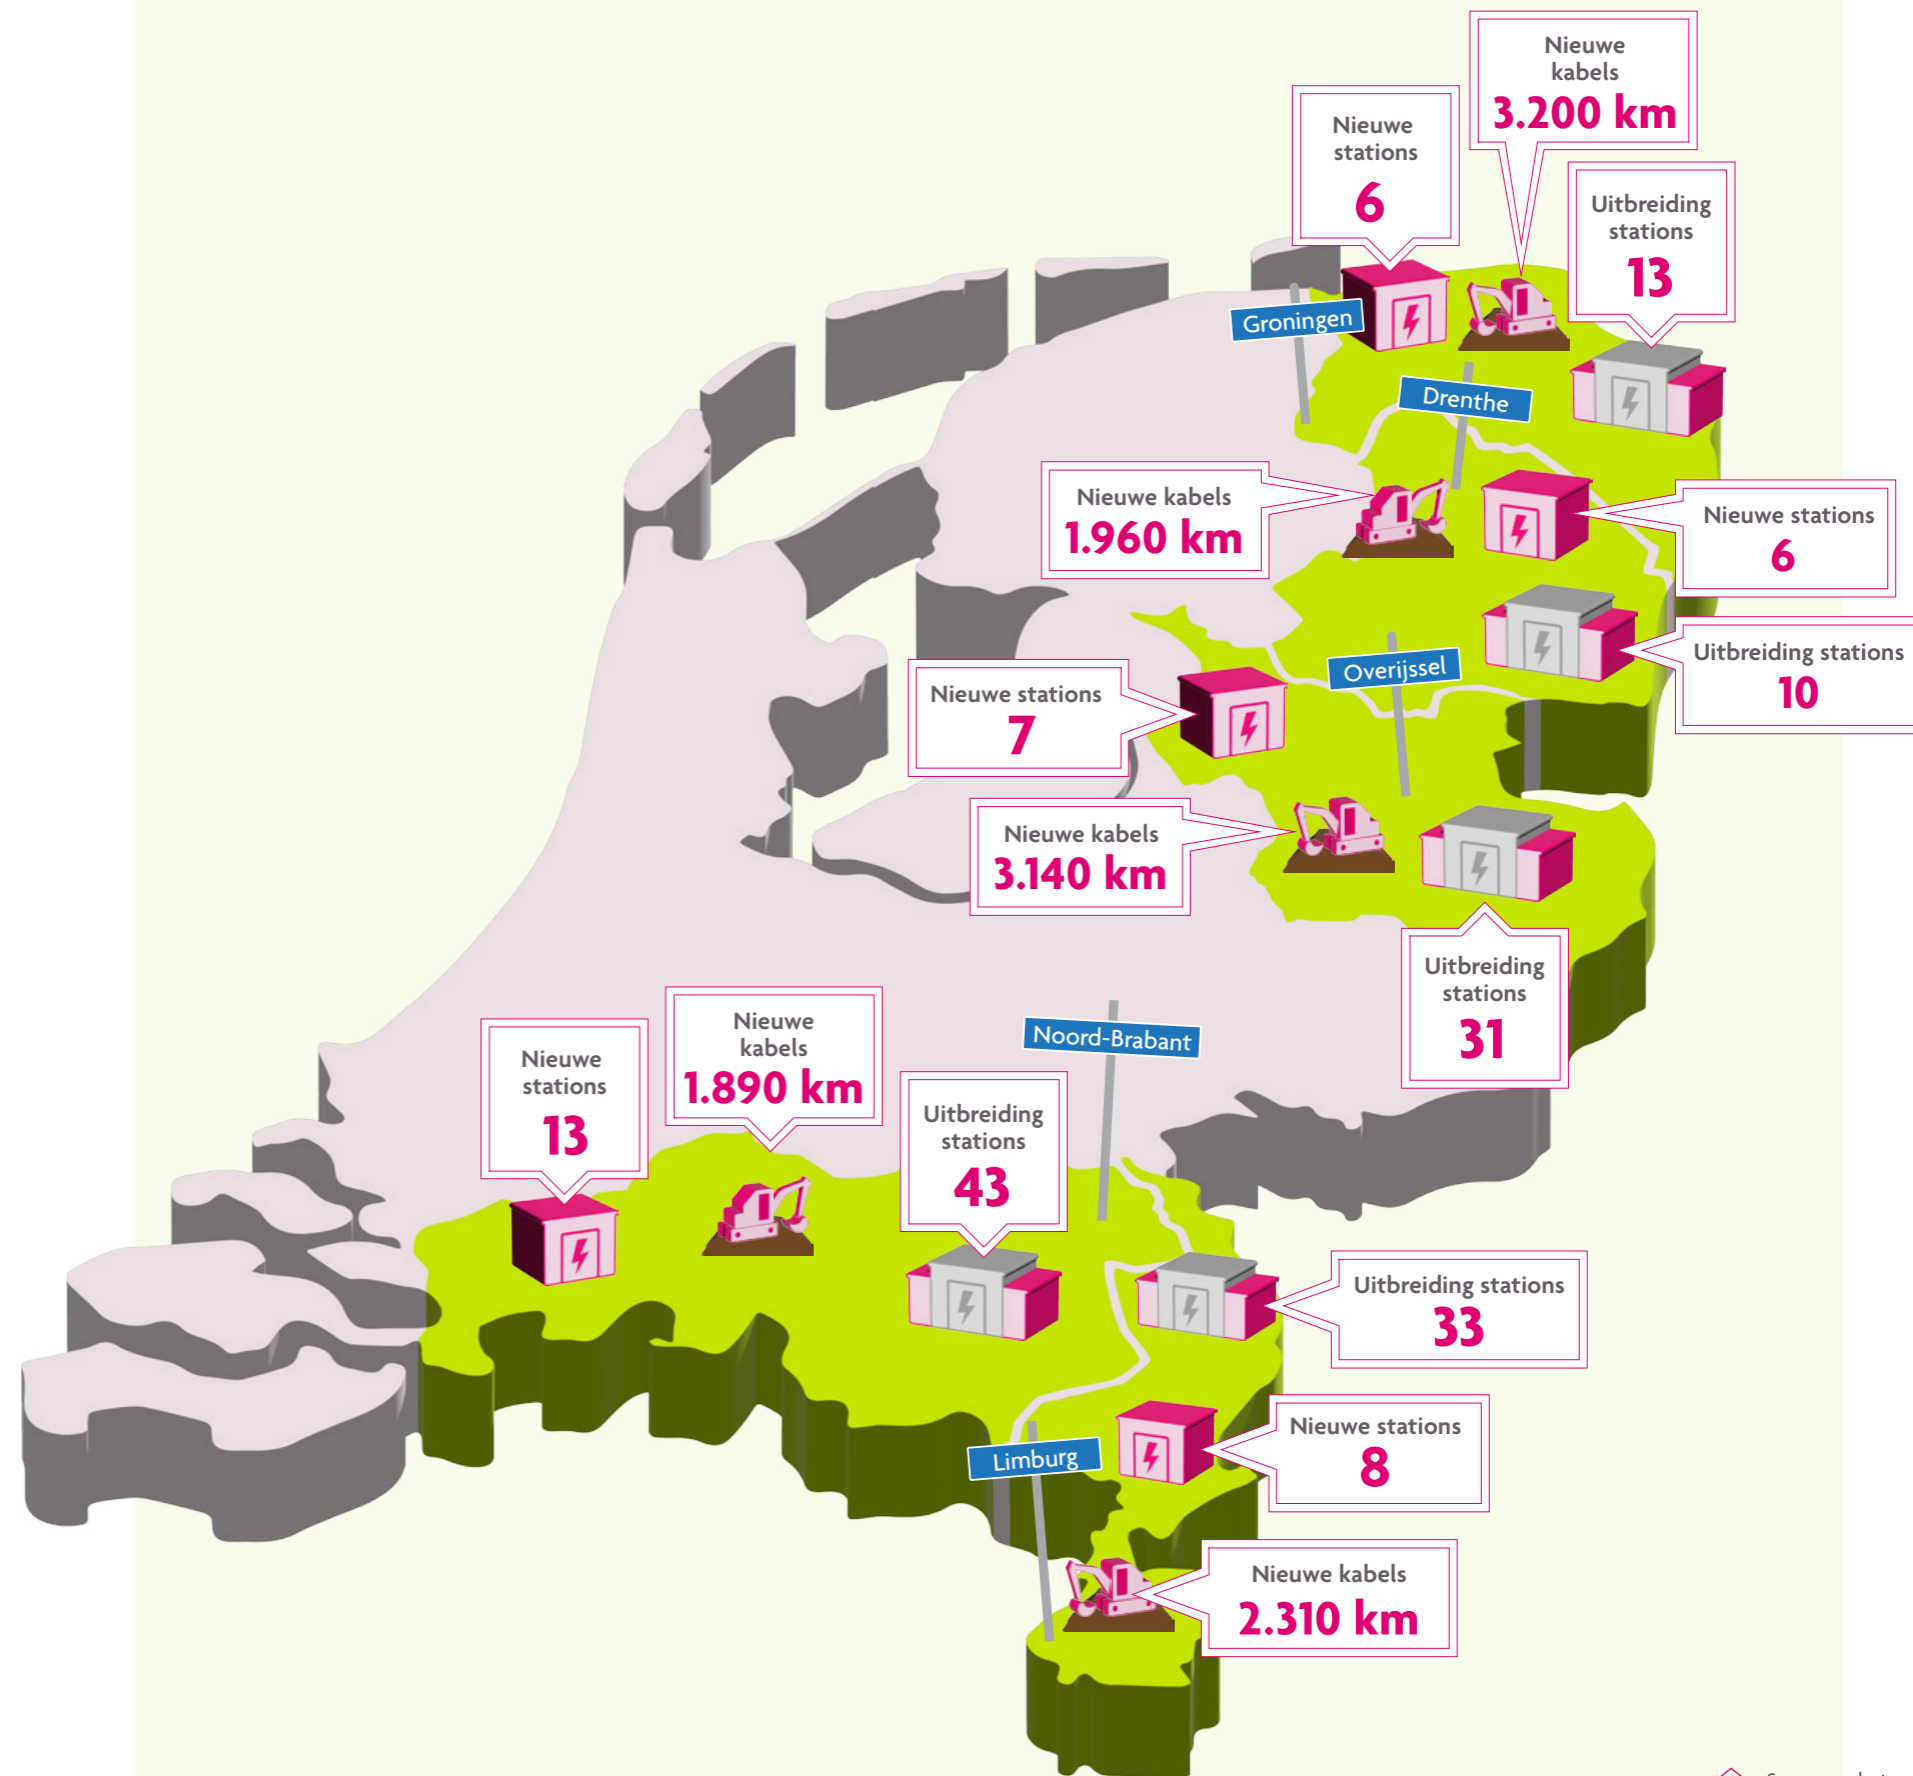 Nieuwe
kabels
3.200 km
Nieuwe
stations
6
Uitbreiding
stations
13
Groningen
Drenthe
Nieuwe kabels
1.960 km
Nieuwe stations
6
Uitbreiding stations
10
Overijssel
Nieuwe stations
7
Nieuwe kabels
3.140 km
Uitbreiding
stations
31
Noord-Brabant
Nieuwe
stations
13
Nieuwe
kabels
1.890 km
Uitbreiding
stations
43
Uitbreiding stations
33
Nieuwe stations
8
Limburg
Nieuwe kabels
2.310 km